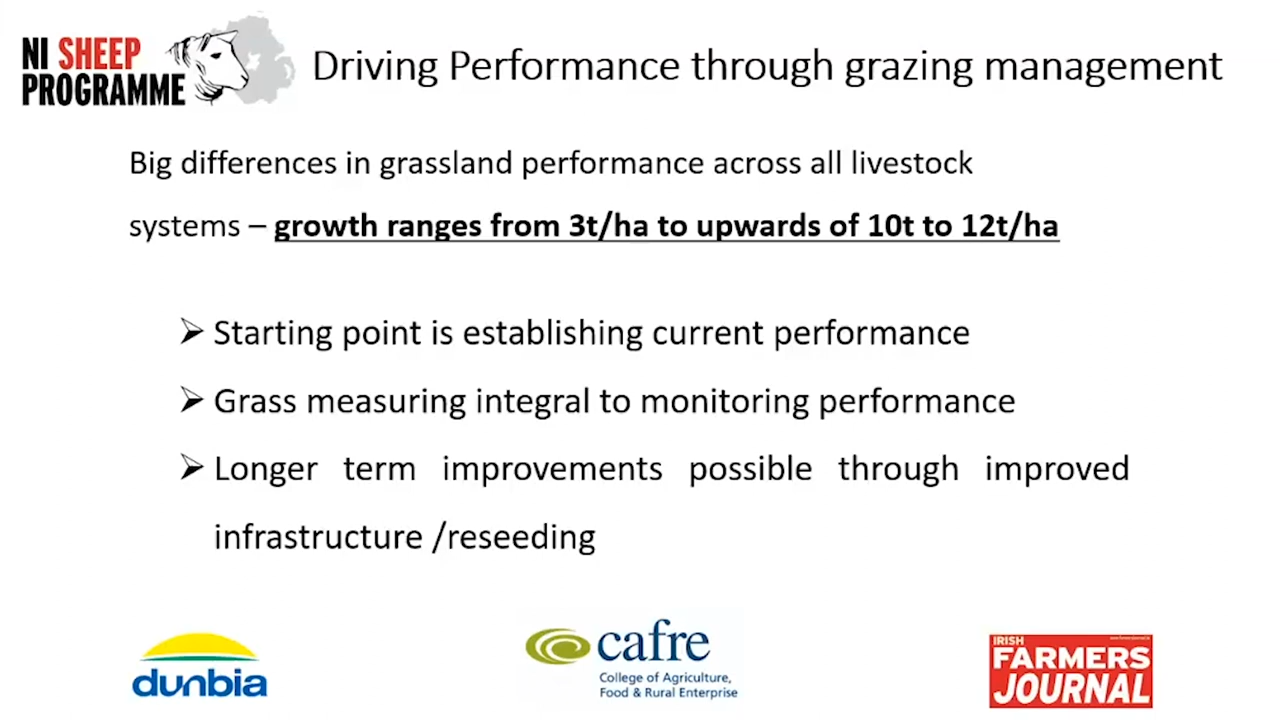 NI SHEEP
PROGRAMME
Driving Performance through grazing management
Big differences in grassland performance across all livestock
systems – growth ranges from 3t/ha to upwards of 10t to 12t/ha
➢ Starting point is establishing current performance
➢ Grass measuring integral to monitoring performance
➢ Longer term improvements possible through improved
infrastructure /reseeding
dunbia
cafre
College of Agriculture,
Food & Rural Enterprise
IRISH
FARMERS
JOURNAL